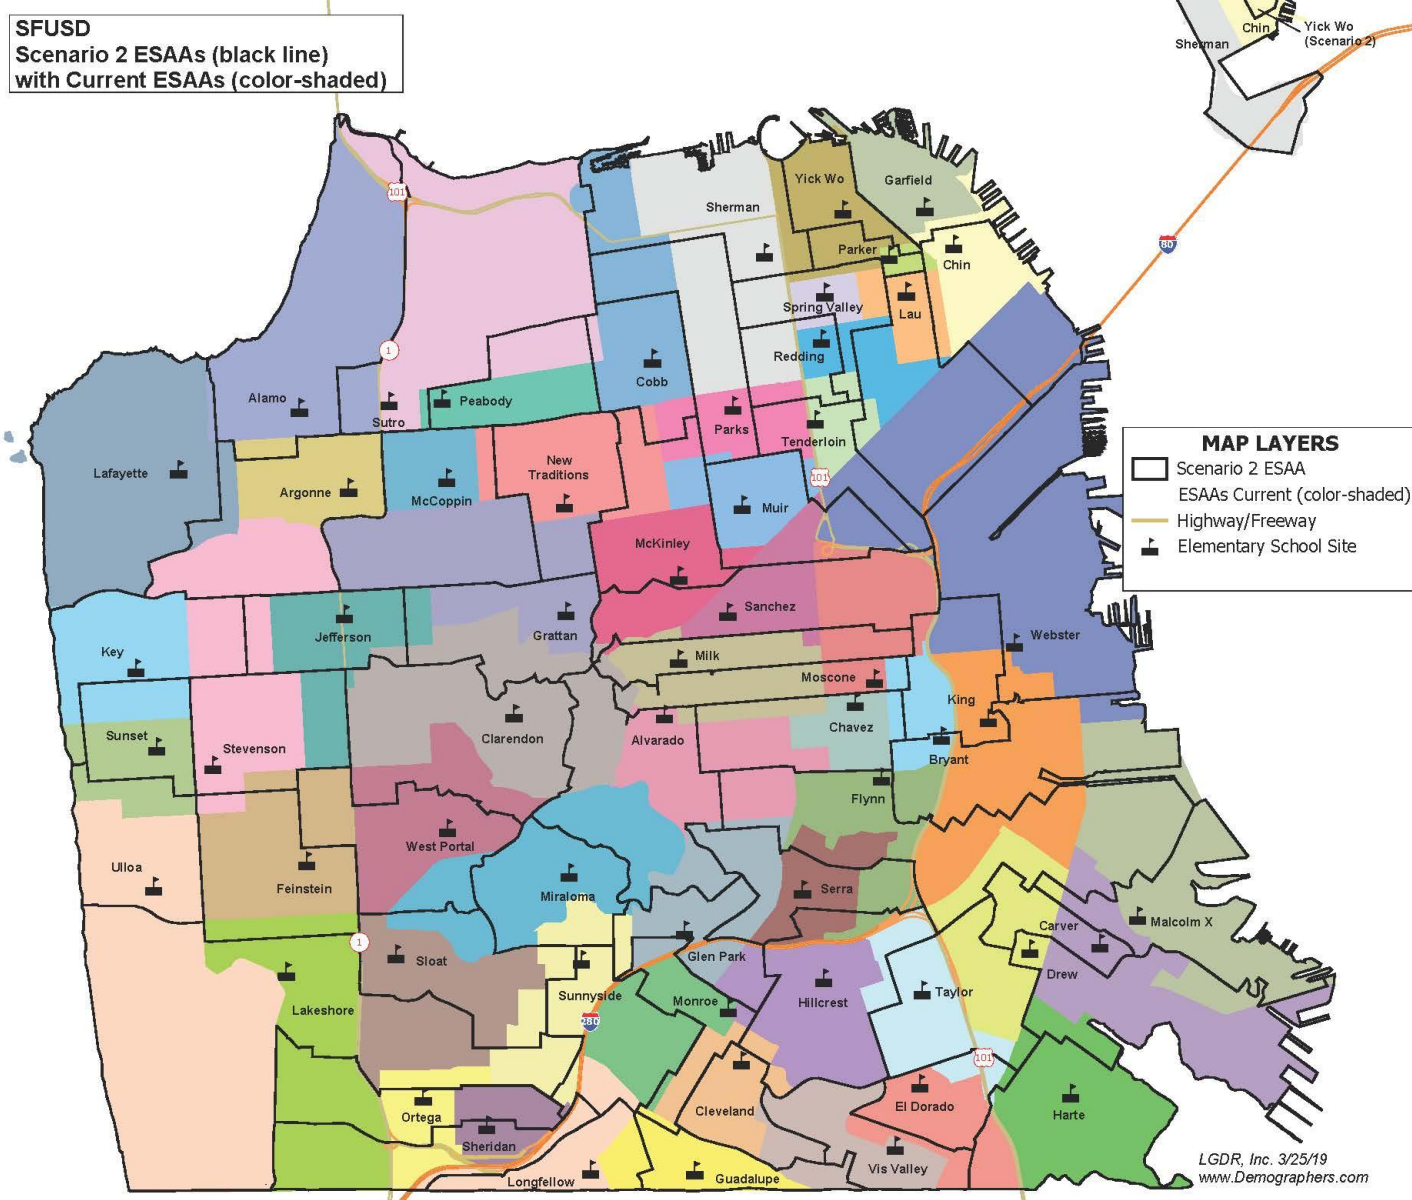 SFUSD
Scenario 2 ESAAs (black line)
with Current ESAAs (color-shaded)
Chin
Yick Wo
(Scenario 2)
Sherman
101
Yick Wo
Garfield
Sherman
Parker
Chin
80
Spring Valley
Lau
1
Redding
Cobb
Alamo
Sutro
Peabody
Parks
Tenderloin
MAP LAYERS
Scenario 2 ESAA
ESAAs Current (color-shaded)
Highway/Freeway
Elementary School Site
Lafayette
Argonne
McCoppin
New
Traditions
101
Muir
McKinley
Sanchez
Key
Jefferson
Grattan
Milk
Webster
Moscone
King
Sunset
Stevenson
Clarendon
Alvarado
Chavez
Bryant
Flynn
West Portal
Ulloa
Feinstein
Miraloma
Serra
Carver
Malcolm X
1
Sloat
Glen Park
Drew
Lakeshore
Sunnyside
Monroe
Hillcrest
Taylor
280
101
Ortega
Cleveland
El Dorado
Harte
Sheridan
Longfellow
Guadalupe
Vis Valley
LGDR, Inc. 3/25/19
www.Demographers.com